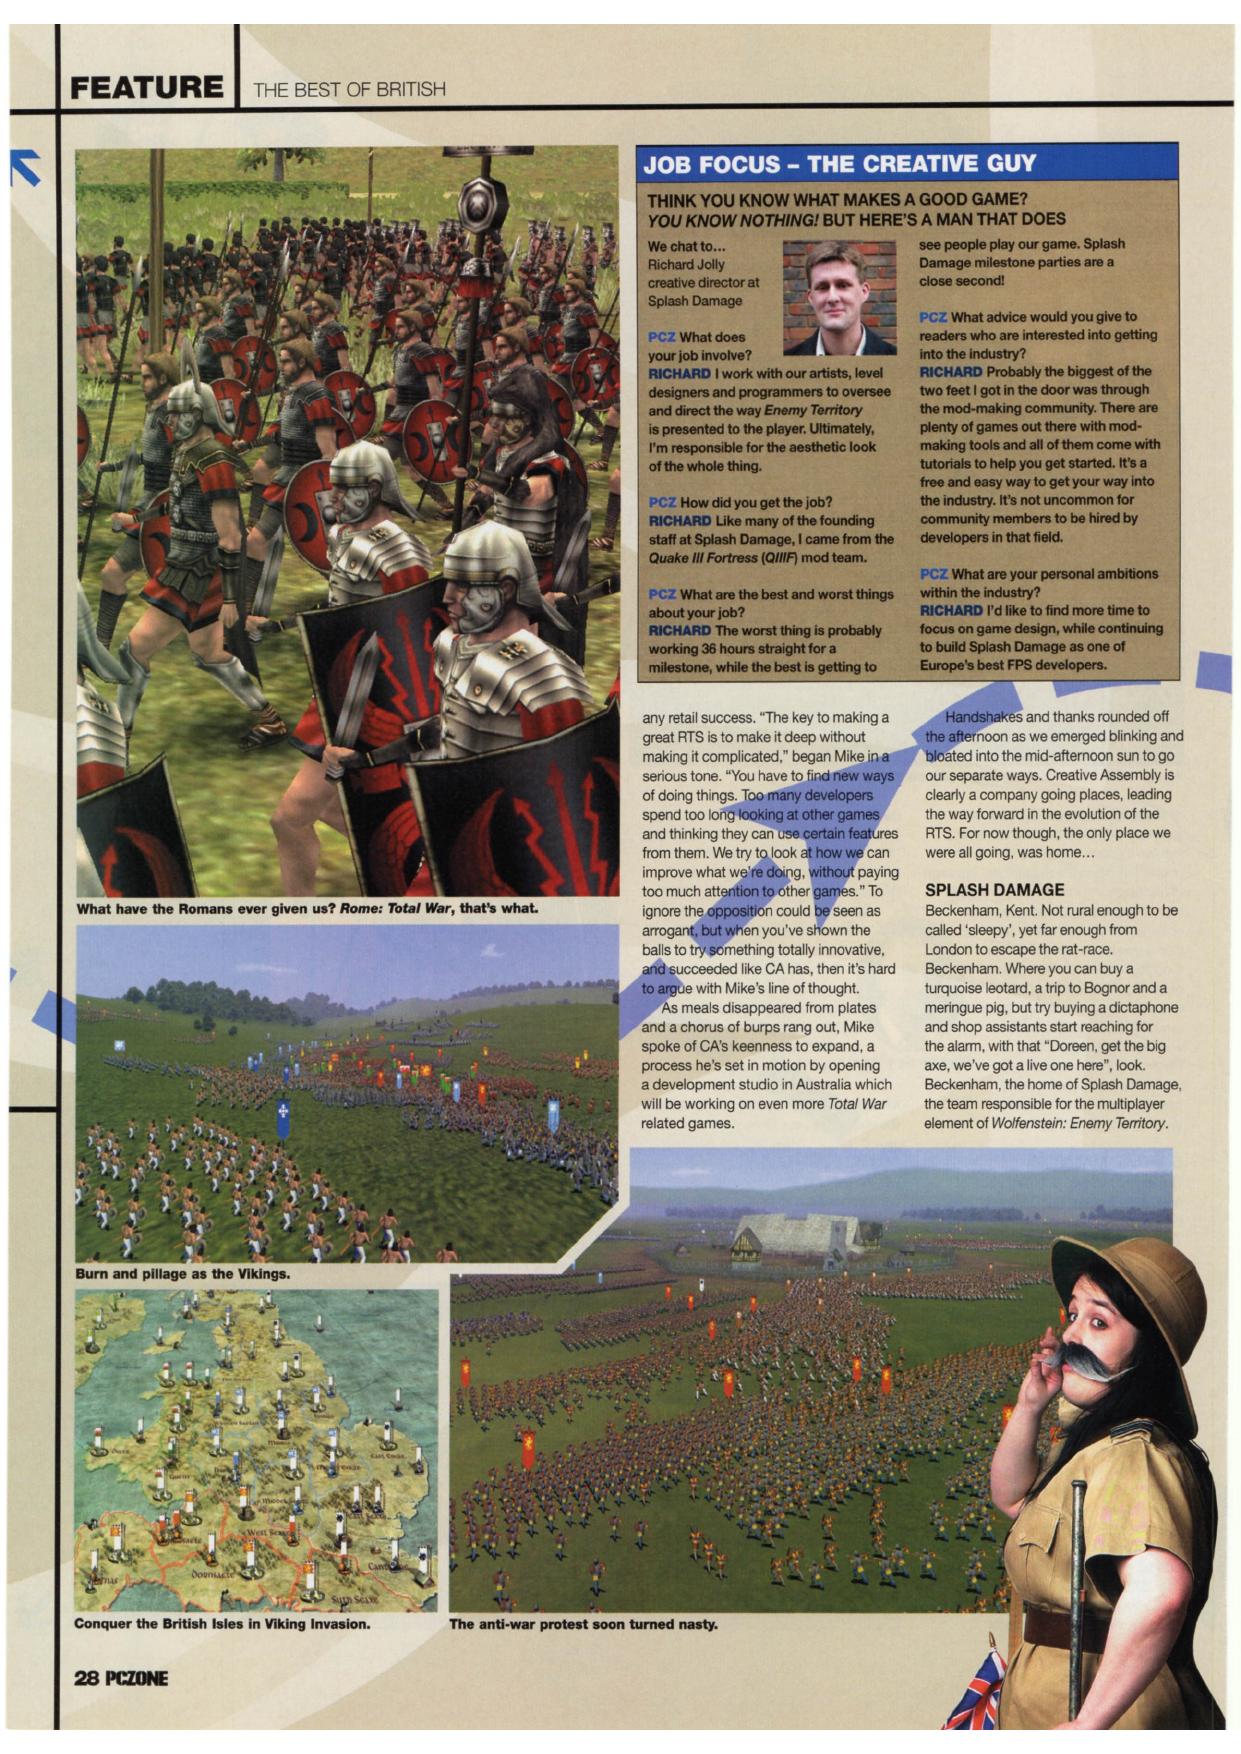 FEATURE
THE BEST OF BRITISH
What have the Romans ever given us? Rome: Total War, that's what.
Burn and pillage as the Vikings.
Conquer the British Isles in Viking Invasion.
The anti-war protest soon turned nasty.
JOB FOCUS – THE CREATIVE GUY
THINK YOU KNOW WHAT MAKES A GOOD GAME?
YOU KNOW NOTHING! BUT HERE'S A MAN THAT DOES
We chat to...
Richard Jolly
creative director at
Splash Damage
PCZ What does
your job involve?
RICHARD I work with our artists, level
designers and programmers to oversee
and direct the way Enemy Territory
is presented to the player. Ultimately,
I'm responsible for the aesthetic look
of the whole thing.
PCZ How did you get the job?
RICHARD Like many of the founding
staff at Splash Damage, I came from the
Quake III Fortress (QIIIF) mod team.
PCZ What are the best and worst things
about your job?
RICHARD The worst thing is probably
working 36 hours straight for a
milestone, while the best is getting to
see people play our game. Splash
Damage milestone parties are a
close second!
PCZ What advice would you give to
readers who are interested into getting
into the industry?
RICHARD Probably the biggest of the
two feet I got in the door was through
the mod-making community. There are
plenty of games out there with mod-
making tools and all of them come with
tutorials to help you get started. It's a
free and easy way to get your way into
the industry. It's not uncommon for
community members to be hired by
developers in that field.
PCZ What are your personal ambitions
within the industry?
RICHARD I'd like to find more time to
focus on game design, while continuing
to build Splash Damage as one of
Europe's best FPS developers.
any retail success. "The key to making a
great RTS is to make it deep without
making it complicated," began Mike in a
serious tone. "You have to find new ways
of doing things. Too many developers
spend too long looking at other games
and thinking they can use certain features
from them. We try to look at how we can
improve what we're doing, without paying
too much attention to other games." To
ignore the opposition could be seen as
arrogant, but when you've shown the
balls to try something totally innovative,
and succeeded like CA has, then it's hard
to argue with Mike's line of thought.
As meals disappeared from plates
and a chorus of burps rang out, Mike
spoke of CA's keenness to expand, a
process he's set in motion by opening
a development studio in Australia which
will be working on even more Total War
related games.
Handshakes and thanks rounded off
the afternoon as we emerged blinking and
bloated into the mid-afternoon sun to go
our separate ways. Creative Assembly is
clearly a company going places, leading
the way forward in the evolution of the
RTS. For now though, the only place we
were all going, was home...
SPLASH DAMAGE
Beckenham, Kent. Not rural enough to be
called 'sleepy', yet far enough from
London to escape the rat-race.
Beckenham. Where you can buy a
turquoise leotard, a trip to Bognor and a
meringue pig, but try buying a dictaphone
and shop assistants start reaching for
the alarm, with that "Doreen, get the big
axe, we've got a live one here", look.
Beckenham, the home of Splash Damage,
the team responsible for the multiplayer
element of Wolfenstein: Enemy Territory.
28 PCZONE